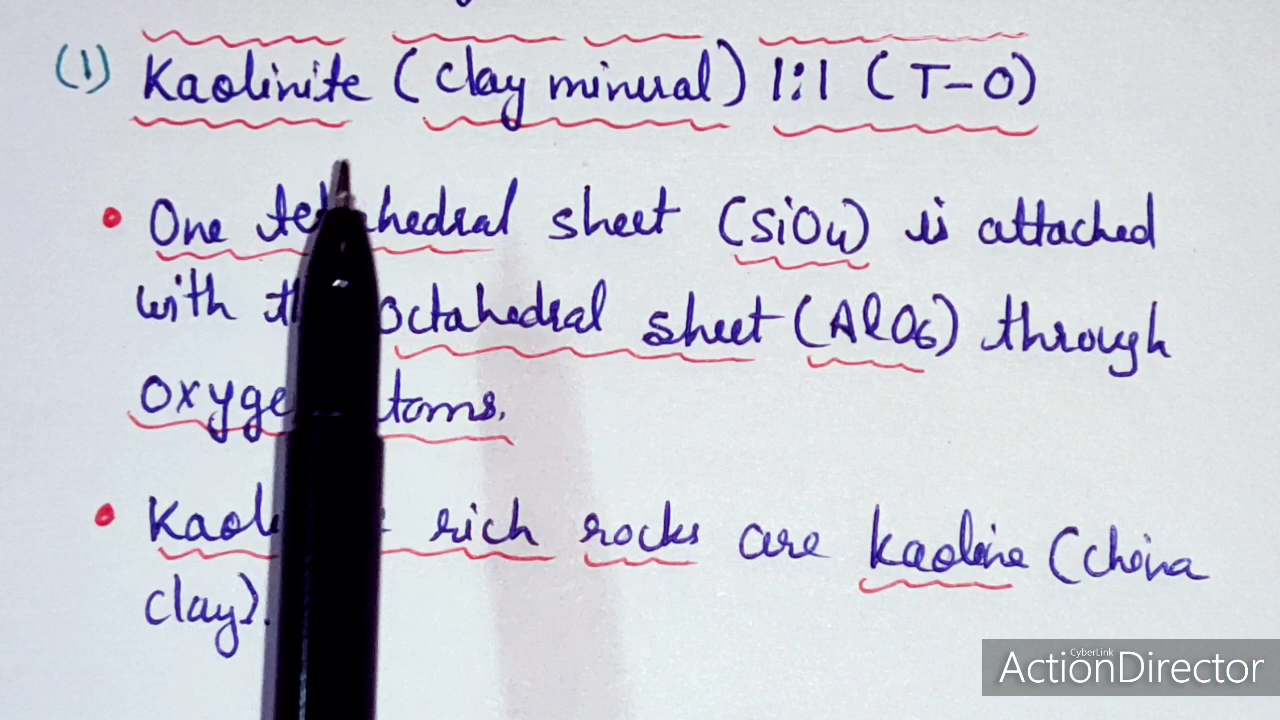 (1) Kaolinite (clay mineral) 1:1 (T-O)
• One hedral sheet (SiO4) is attached
with octahedral sheet (AlO6) through
oxyge toms.
• Kaol rich rocks are kaoline (china
clay).
CyberLink
ActionDirector